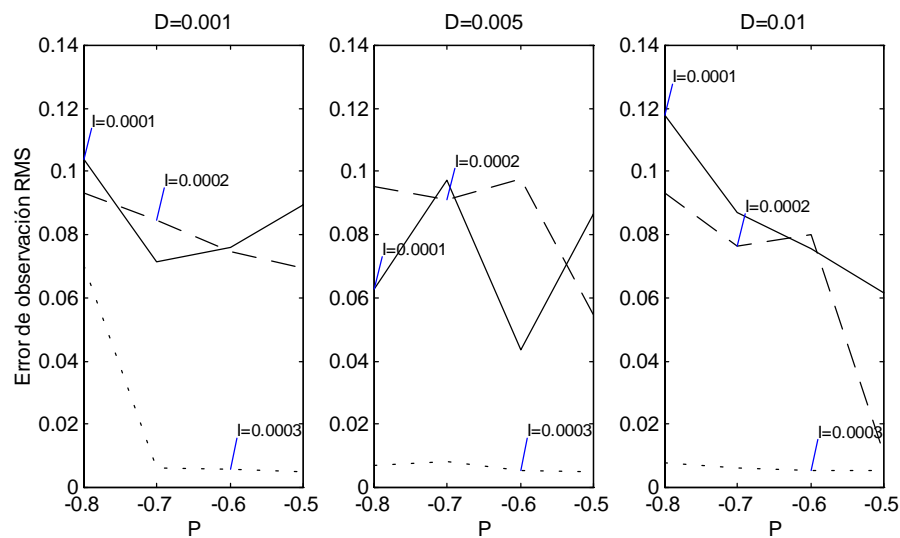 D=0.001
D=0.005
D=0.01
Error de observación RMS
0.14
0.12
0.1
0.08
0.06
0.04
0.02
0
I=0.0001
I=0.0002
I=0.0003
-0.8
-0.7
-0.6
-0.5
P
0.14
0.12
0.1
0.08
0.06
0.04
0.02
0
I=0.0002
I=0.0001
I=0.0003
-0.8
-0.7
-0.6
-0.5
P
0.14
0.12
0.1
0.08
0.06
0.04
0.02
0
I=0.0001
I=0.0002
I=0.0003
-0.8
-0.7
-0.6
-0.5
P